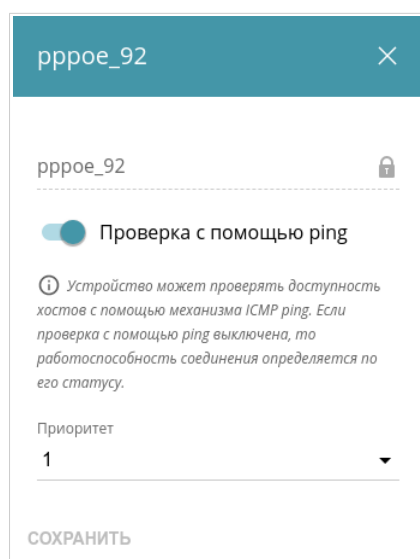 pppoe_92
pppoe_92
Проверка с помощью ping
Устройство может проверять доступность
хостов с помощью механизма ICMP ping. Если
проверка с помощью ping выключена, то
работоспособность соединения определяется по
его статусу.
Приоритет
1
СОХРАНИТЬ